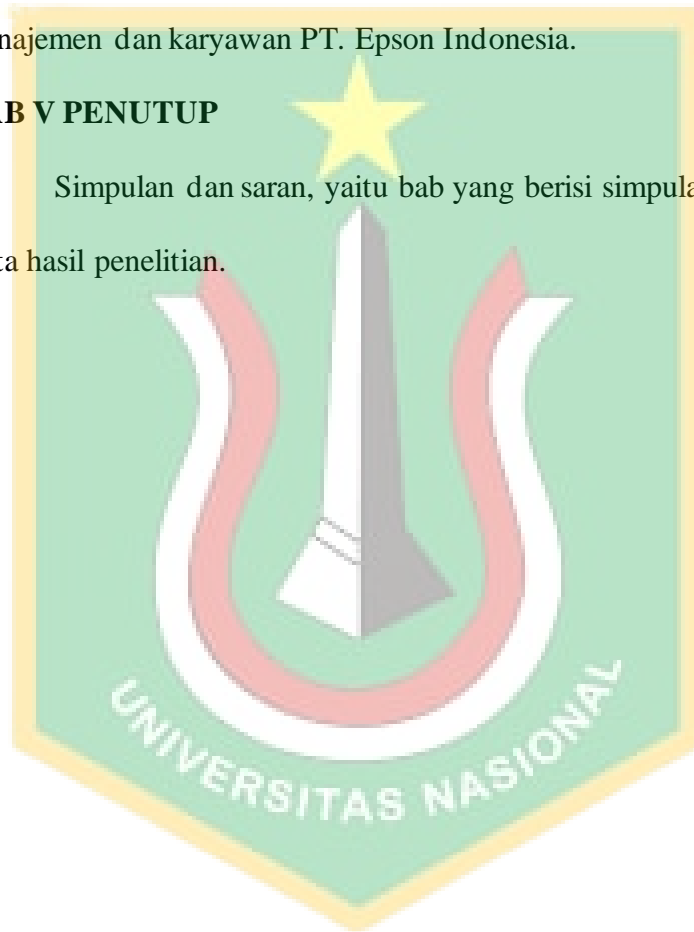 najemen dan karyawan PT. Epson Indonesia.
B V PENUTUP
Simpulan dan saran, yaitu bab yang berisi simpula
ta hasil penelitian.
UNIVERSITAS NASIONAL